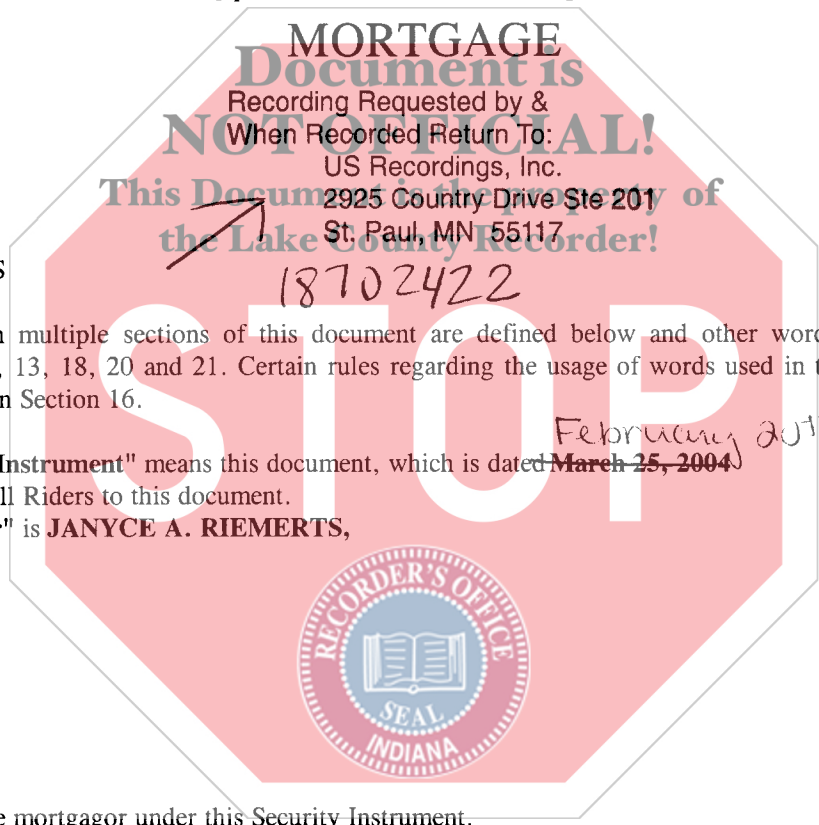 MORTGAGE
Document is
Recording Requested by &
NOT OFFICIAL!
When Recorded Return To:
US Recordings, Inc.
This Document is the property of
2925 Country Drive Ste 201
the Lake County Recorder!
St. Paul, MN 55117
S
18702422
multiple sections of this document are defined below and other
13, 18, 20 and 21. Certain rules regarding the usage of words used in
n Section 16.
February
Instrument" means this document, which is dated March 25, 2004
ll Riders to this document.
" is JANYCE A. RIEMERTS,
STOP
RECORDER'S OFFICE
SEAL
INDIANA
mortgagor under this Security Instrument.